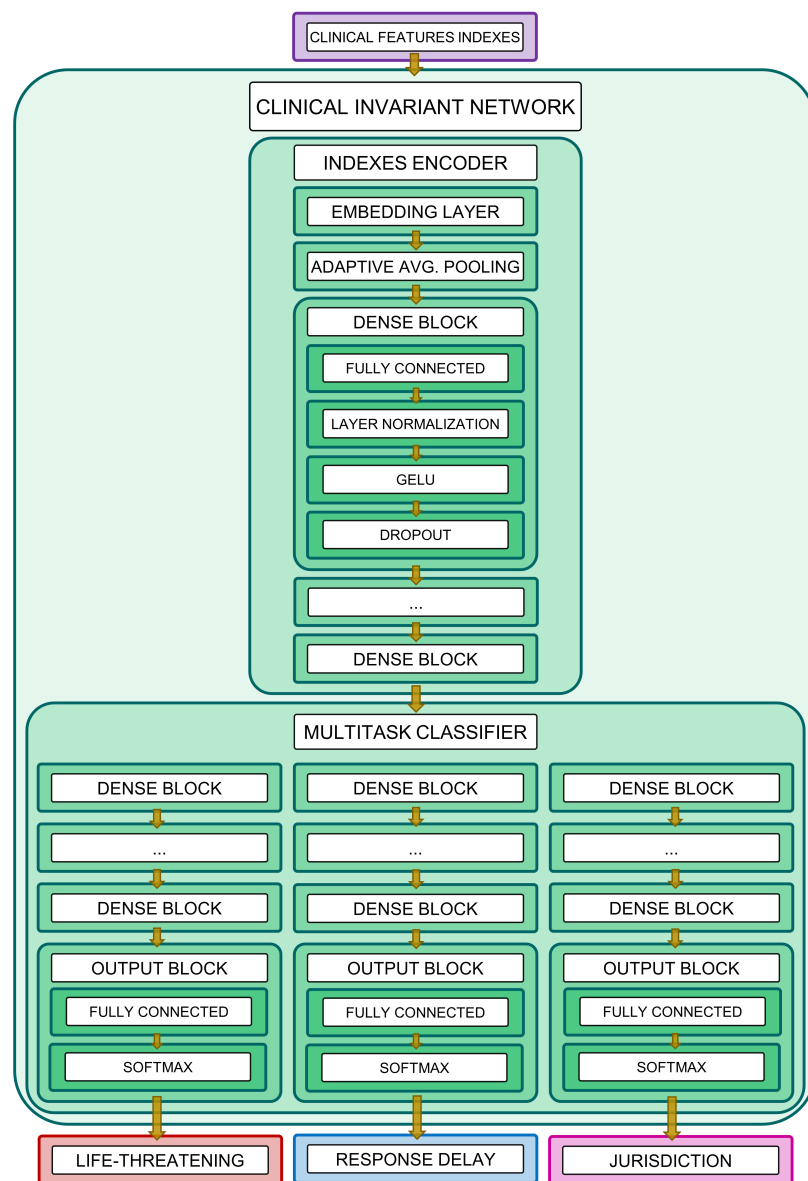 CLINICAL FEATURES INDEXES
CLINICAL INVARIANT NETWORK
INDEXES ENCODER
EMBEDDING LAYER
ADAPTIVE AVG. POOLING
DENSE BLOCK
FULLY CONNECTED
LAYER NORMALIZATION
GELU
DROPOUT
...
DENSE BLOCK
MULTITASK CLASSIFIER
DENSE BLOCK DENSE BLOCK DENSE BLOCK
... ... ...
DENSE BLOCK DENSE BLOCK DENSE BLOCK
OUTPUT BLOCK OUTPUT BLOCK OUTPUT BLOCK
FULLY CONNECTED FULLY CONNECTED FULLY CONNECTED
SOFTMAX SOFTMAX SOFTMAX
LIFE-THREATENING RESPONSE DELAY JURISDICTION